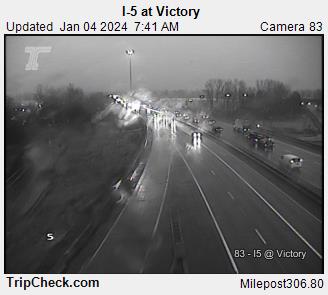 I-5 at Victory
Updated Jan 04 2024 7:41 AM Camera 83
T
S
83 - I5 @ Victory
TripCheck.com Milepost306.80